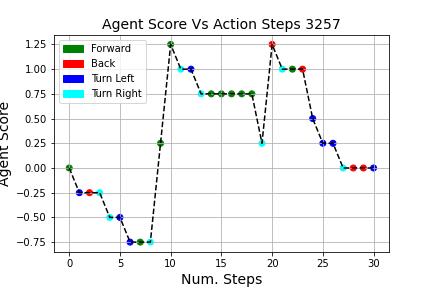 Agent Score Vs Action Steps 3257
Agent Score
1.25
1.00
0.75
0.50
0.25
0.00
−0.25
−0.50
−0.75
Forward
Back
Turn Left
Turn Right
0 5 10 15 20 25 30
Num. Steps